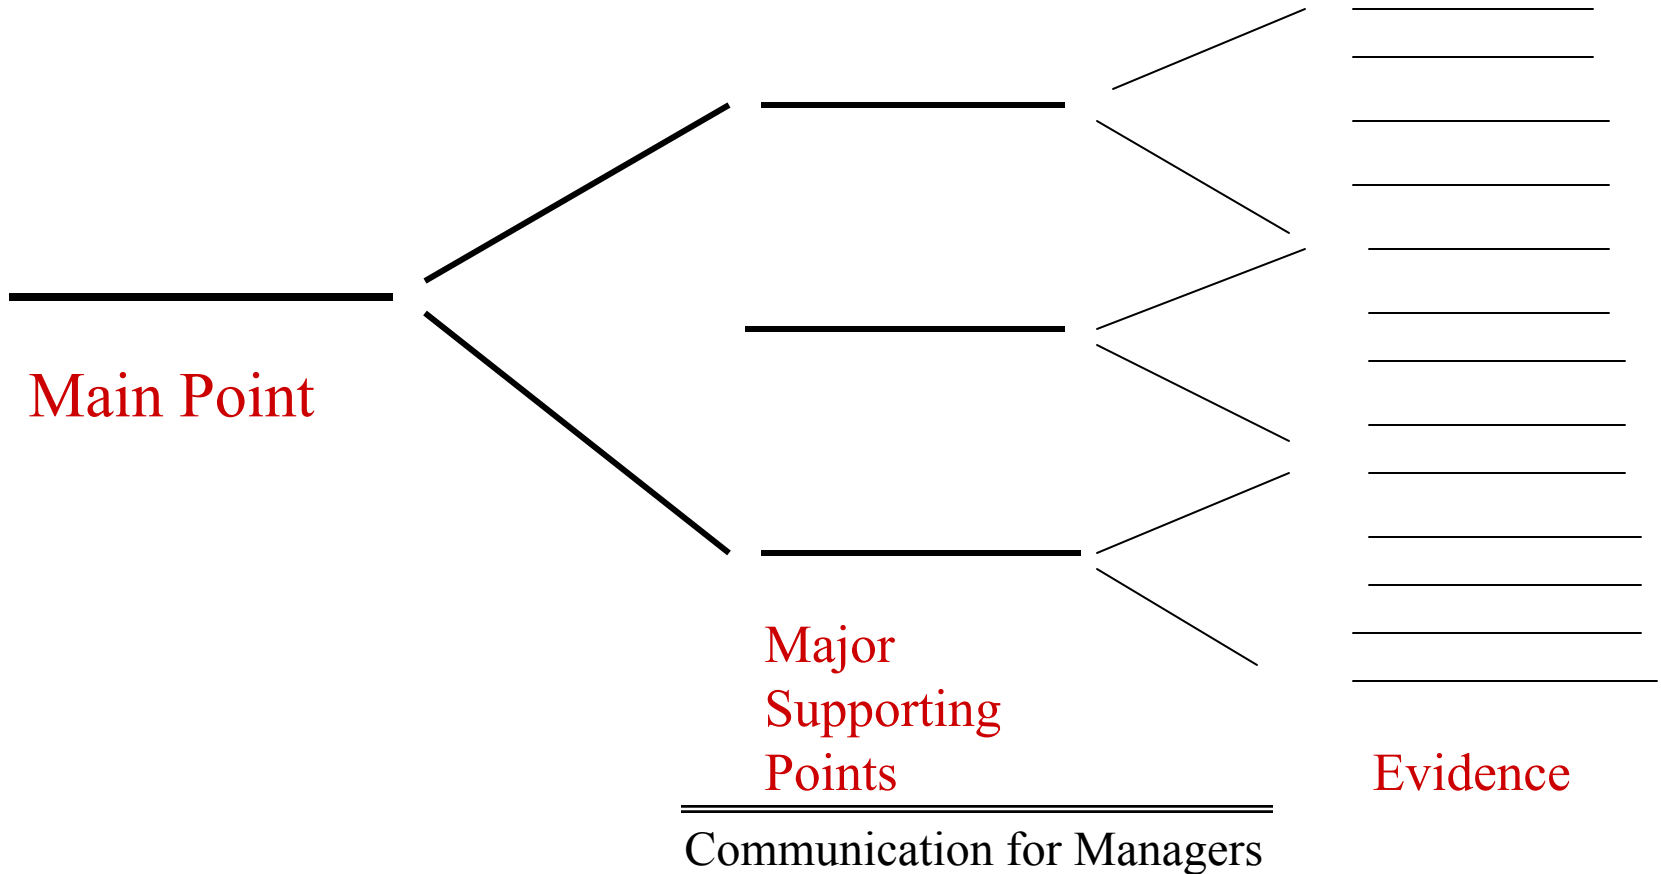 Main Point
Major
Supporting
Points
Evidence
Communication for Managers